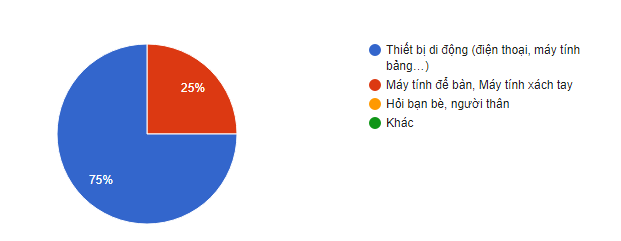 25%
75%
Thiết bị di động (điện thoại, máy tính
bảng…)
Máy tính để bàn, Máy tính xách tay
Hỏi bạn bè, người thân
Khác